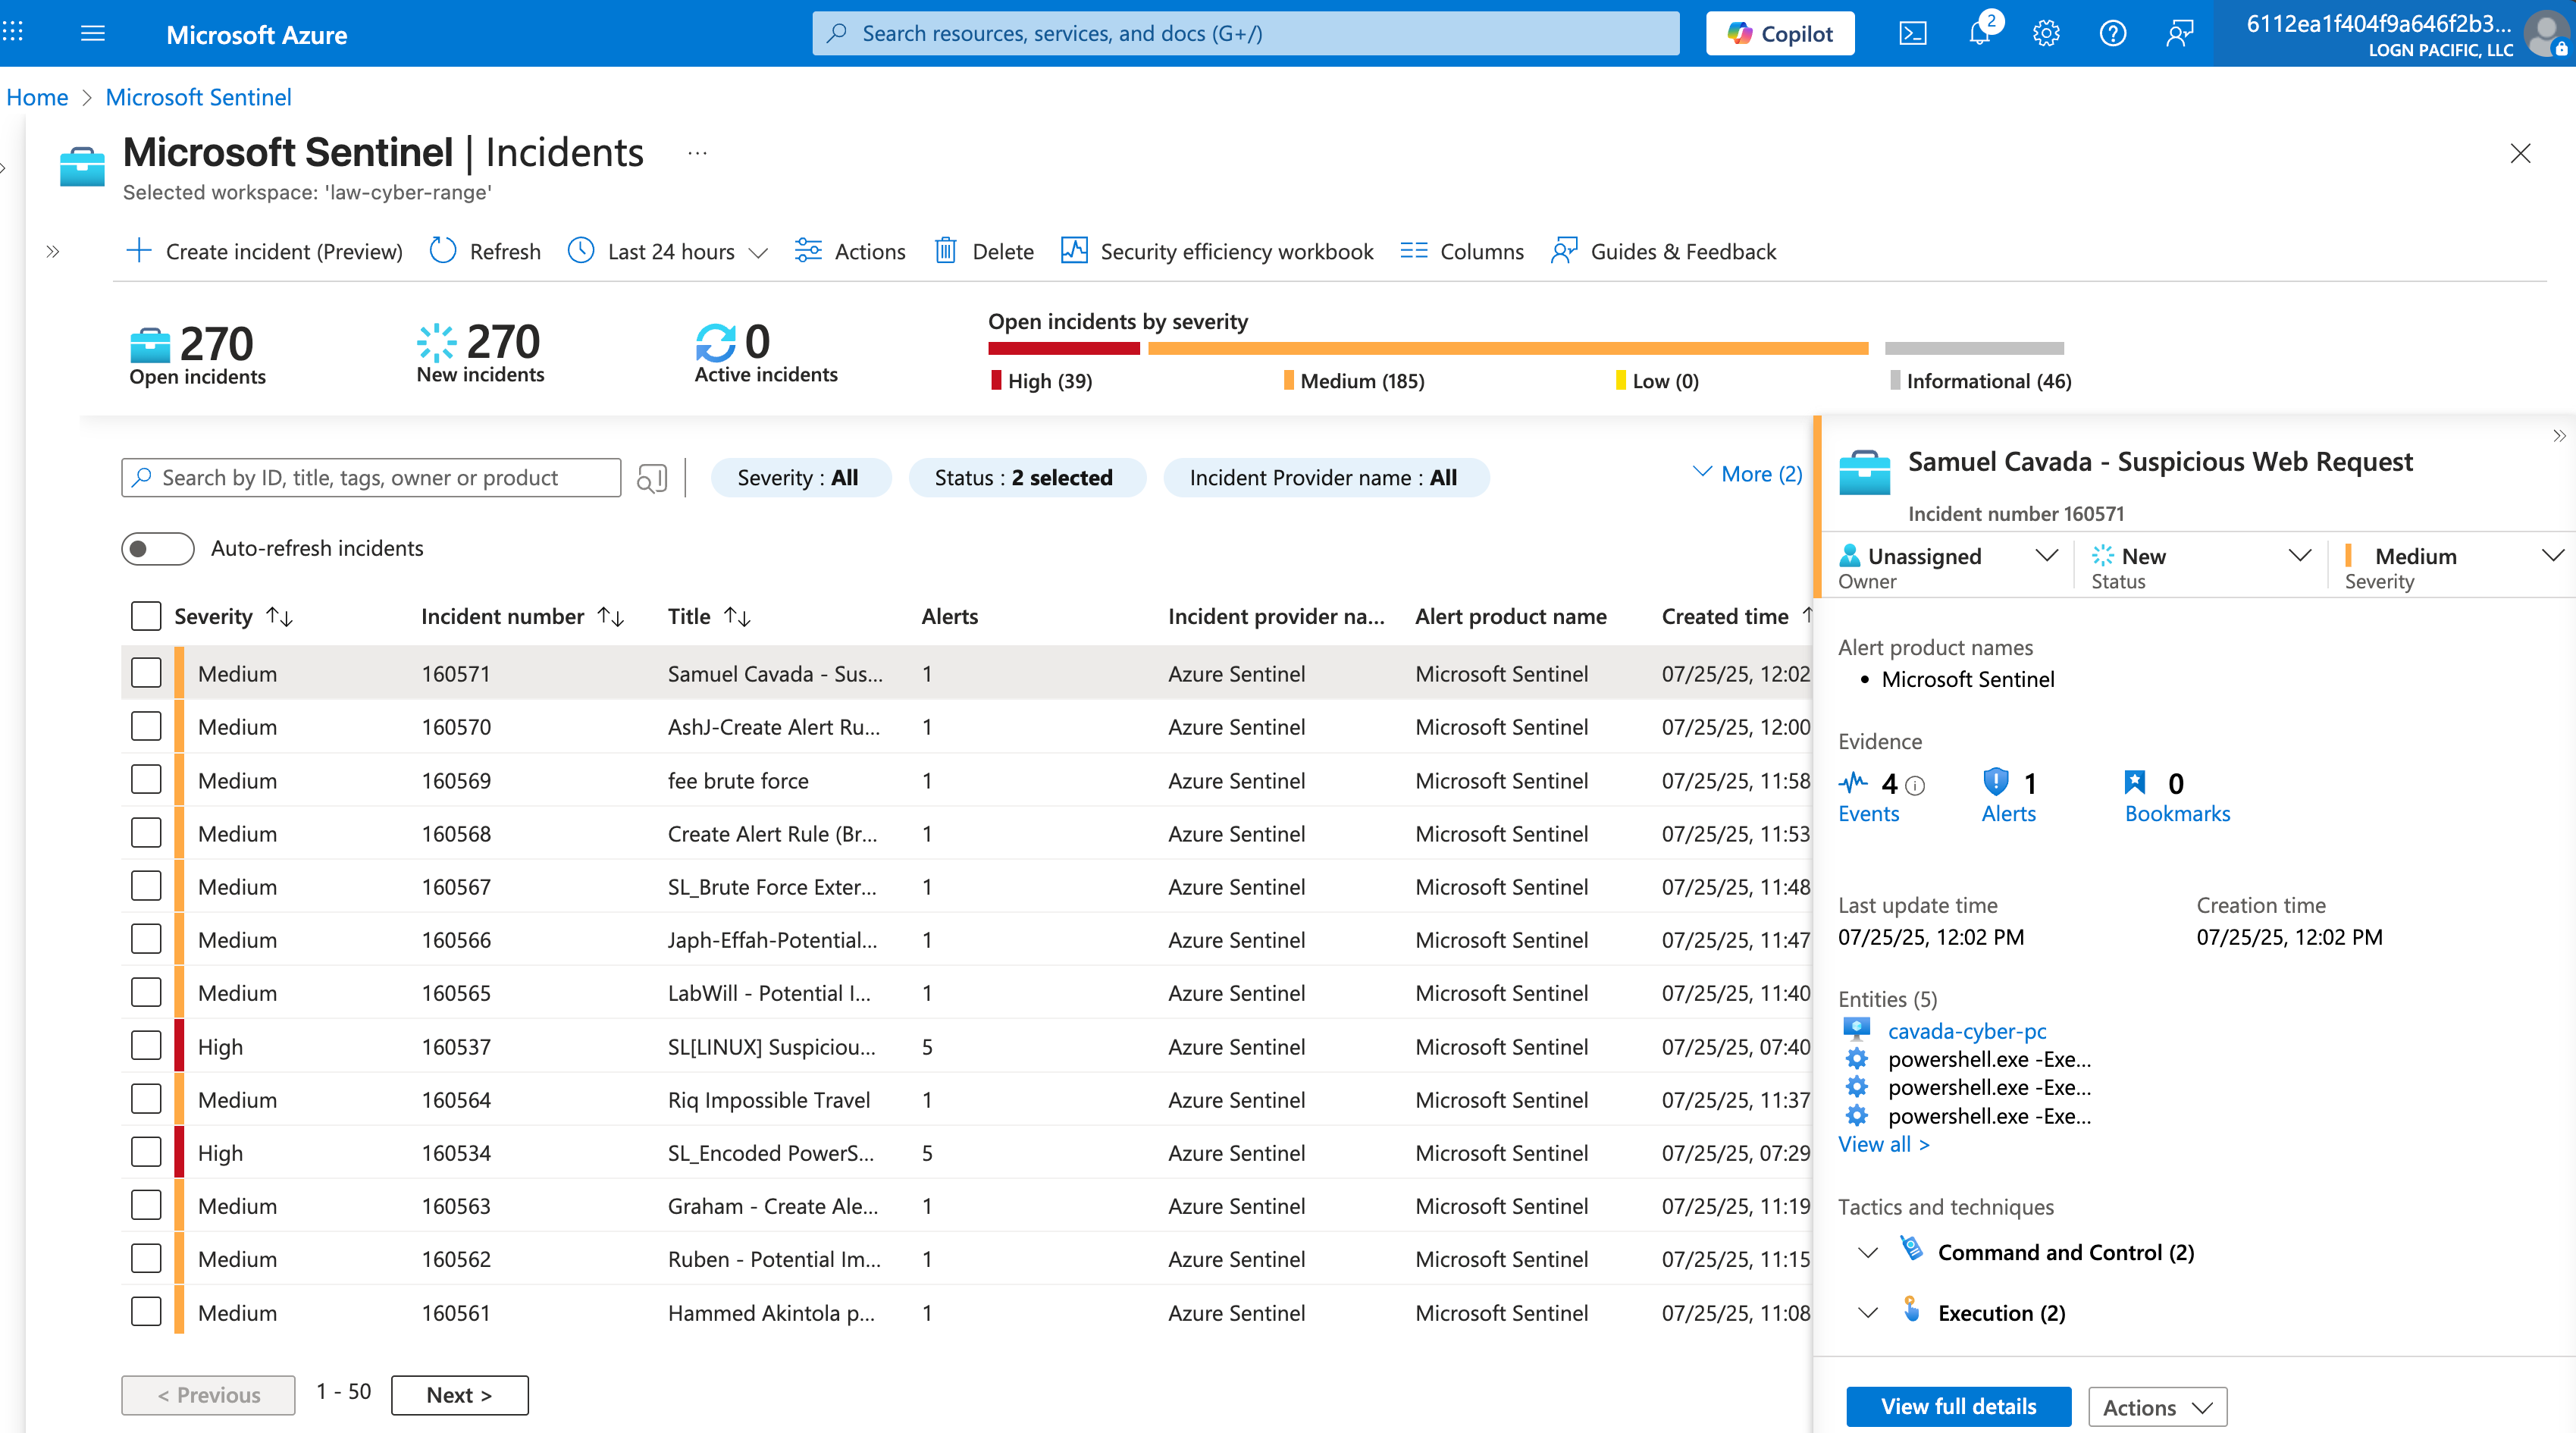 Microsoft Azure
Search resources, services, and docs (G+/)
Copilot
2
6112ea1f404f9a646f2b3...
LOGN PACIFIC, LLC
Home > Microsoft Sentinel
Microsoft Sentinel | Incidents ...
Selected workspace: 'law-cyber-range'
Create incident (Preview) Refresh Last 24 hours Actions Delete Security efficiency workbook Columns Guides & Feedback
270
Open incidents
270
New incidents
0
Active incidents
Open incidents by severity
High (39) Medium (185) Low (0) Informational (46)
Search by ID, title, tags, owner or product
Severity : All Status : 2 selected Incident Provider name : All More (2)
Auto-refresh incidents
Severity Incident number Title Alerts Incident provider na... Alert product name Created time
Medium 160571 Samuel Cavada - Sus... 1 Azure Sentinel Microsoft Sentinel 07/25/25, 12:02
Medium 160570 AshJ-Create Alert Ru... 1 Azure Sentinel Microsoft Sentinel 07/25/25, 12:00
Medium 160569 fee brute force 1 Azure Sentinel Microsoft Sentinel 07/25/25, 11:58
Medium 160568 Create Alert Rule (Br... 1 Azure Sentinel Microsoft Sentinel 07/25/25, 11:53
Medium 160567 SL_Brute Force Exter... 1 Azure Sentinel Microsoft Sentinel 07/25/25, 11:48
Medium 160566 Japh-Effah-Potential... 1 Azure Sentinel Microsoft Sentinel 07/25/25, 11:47
Medium 160565 LabWill - Potential I... 1 Azure Sentinel Microsoft Sentinel 07/25/25, 11:40
High 160537 SL[LINUX] Suspiciou... 5 Azure Sentinel Microsoft Sentinel 07/25/25, 07:40
Medium 160564 Riq Impossible Travel 1 Azure Sentinel Microsoft Sentinel 07/25/25, 11:37
High 160534 SL_Encoded PowerS... 5 Azure Sentinel Microsoft Sentinel 07/25/25, 07:29
Medium 160563 Graham - Create Ale... 1 Azure Sentinel Microsoft Sentinel 07/25/25, 11:19
Medium 160562 Ruben - Potential Im... 1 Azure Sentinel Microsoft Sentinel 07/25/25, 11:15
Medium 160561 Hammed Akintola p... 1 Azure Sentinel Microsoft Sentinel 07/25/25, 11:08
< Previous 1 - 50 Next >
Samuel Cavada - Suspicious Web Request
Incident number 160571
Unassigned New Medium
Owner Status Severity
Alert product names
• Microsoft Sentinel
Evidence
4 1 0
Events Alerts Bookmarks
Last update time Creation time
07/25/25, 12:02 PM 07/25/25, 12:02 PM
Entities (5)
cavada-cyber-pc
powershell.exe -Exe...
powershell.exe -Exe...
powershell.exe -Exe...
View all >
Tactics and techniques
Command and Control (2)
Execution (2)
View full details Actions